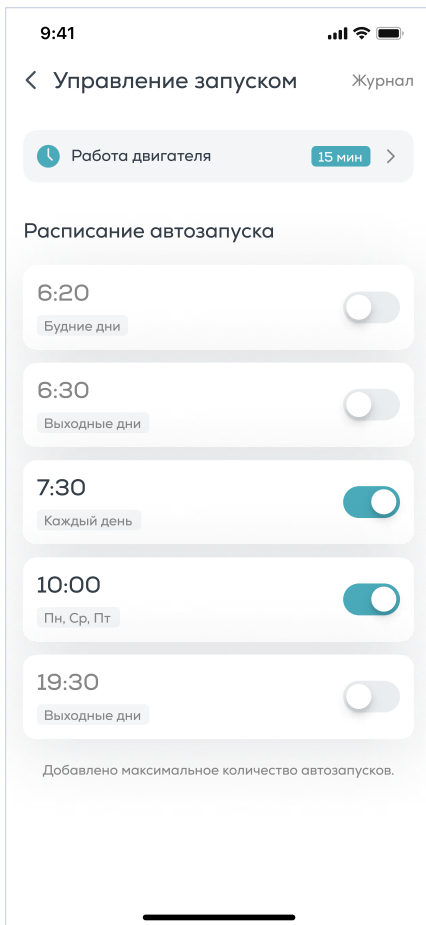 9:41
Управление запуском
Журнал
Работа двигателя
15 мин
Расписание автозапуска
6:20
Будние дни
6:30
Выходные дни
7:30
Каждый день
10:00
Пн, Ср, Пт
19:30
Выходные дни
Добавлено максимальное количество автозапусков.